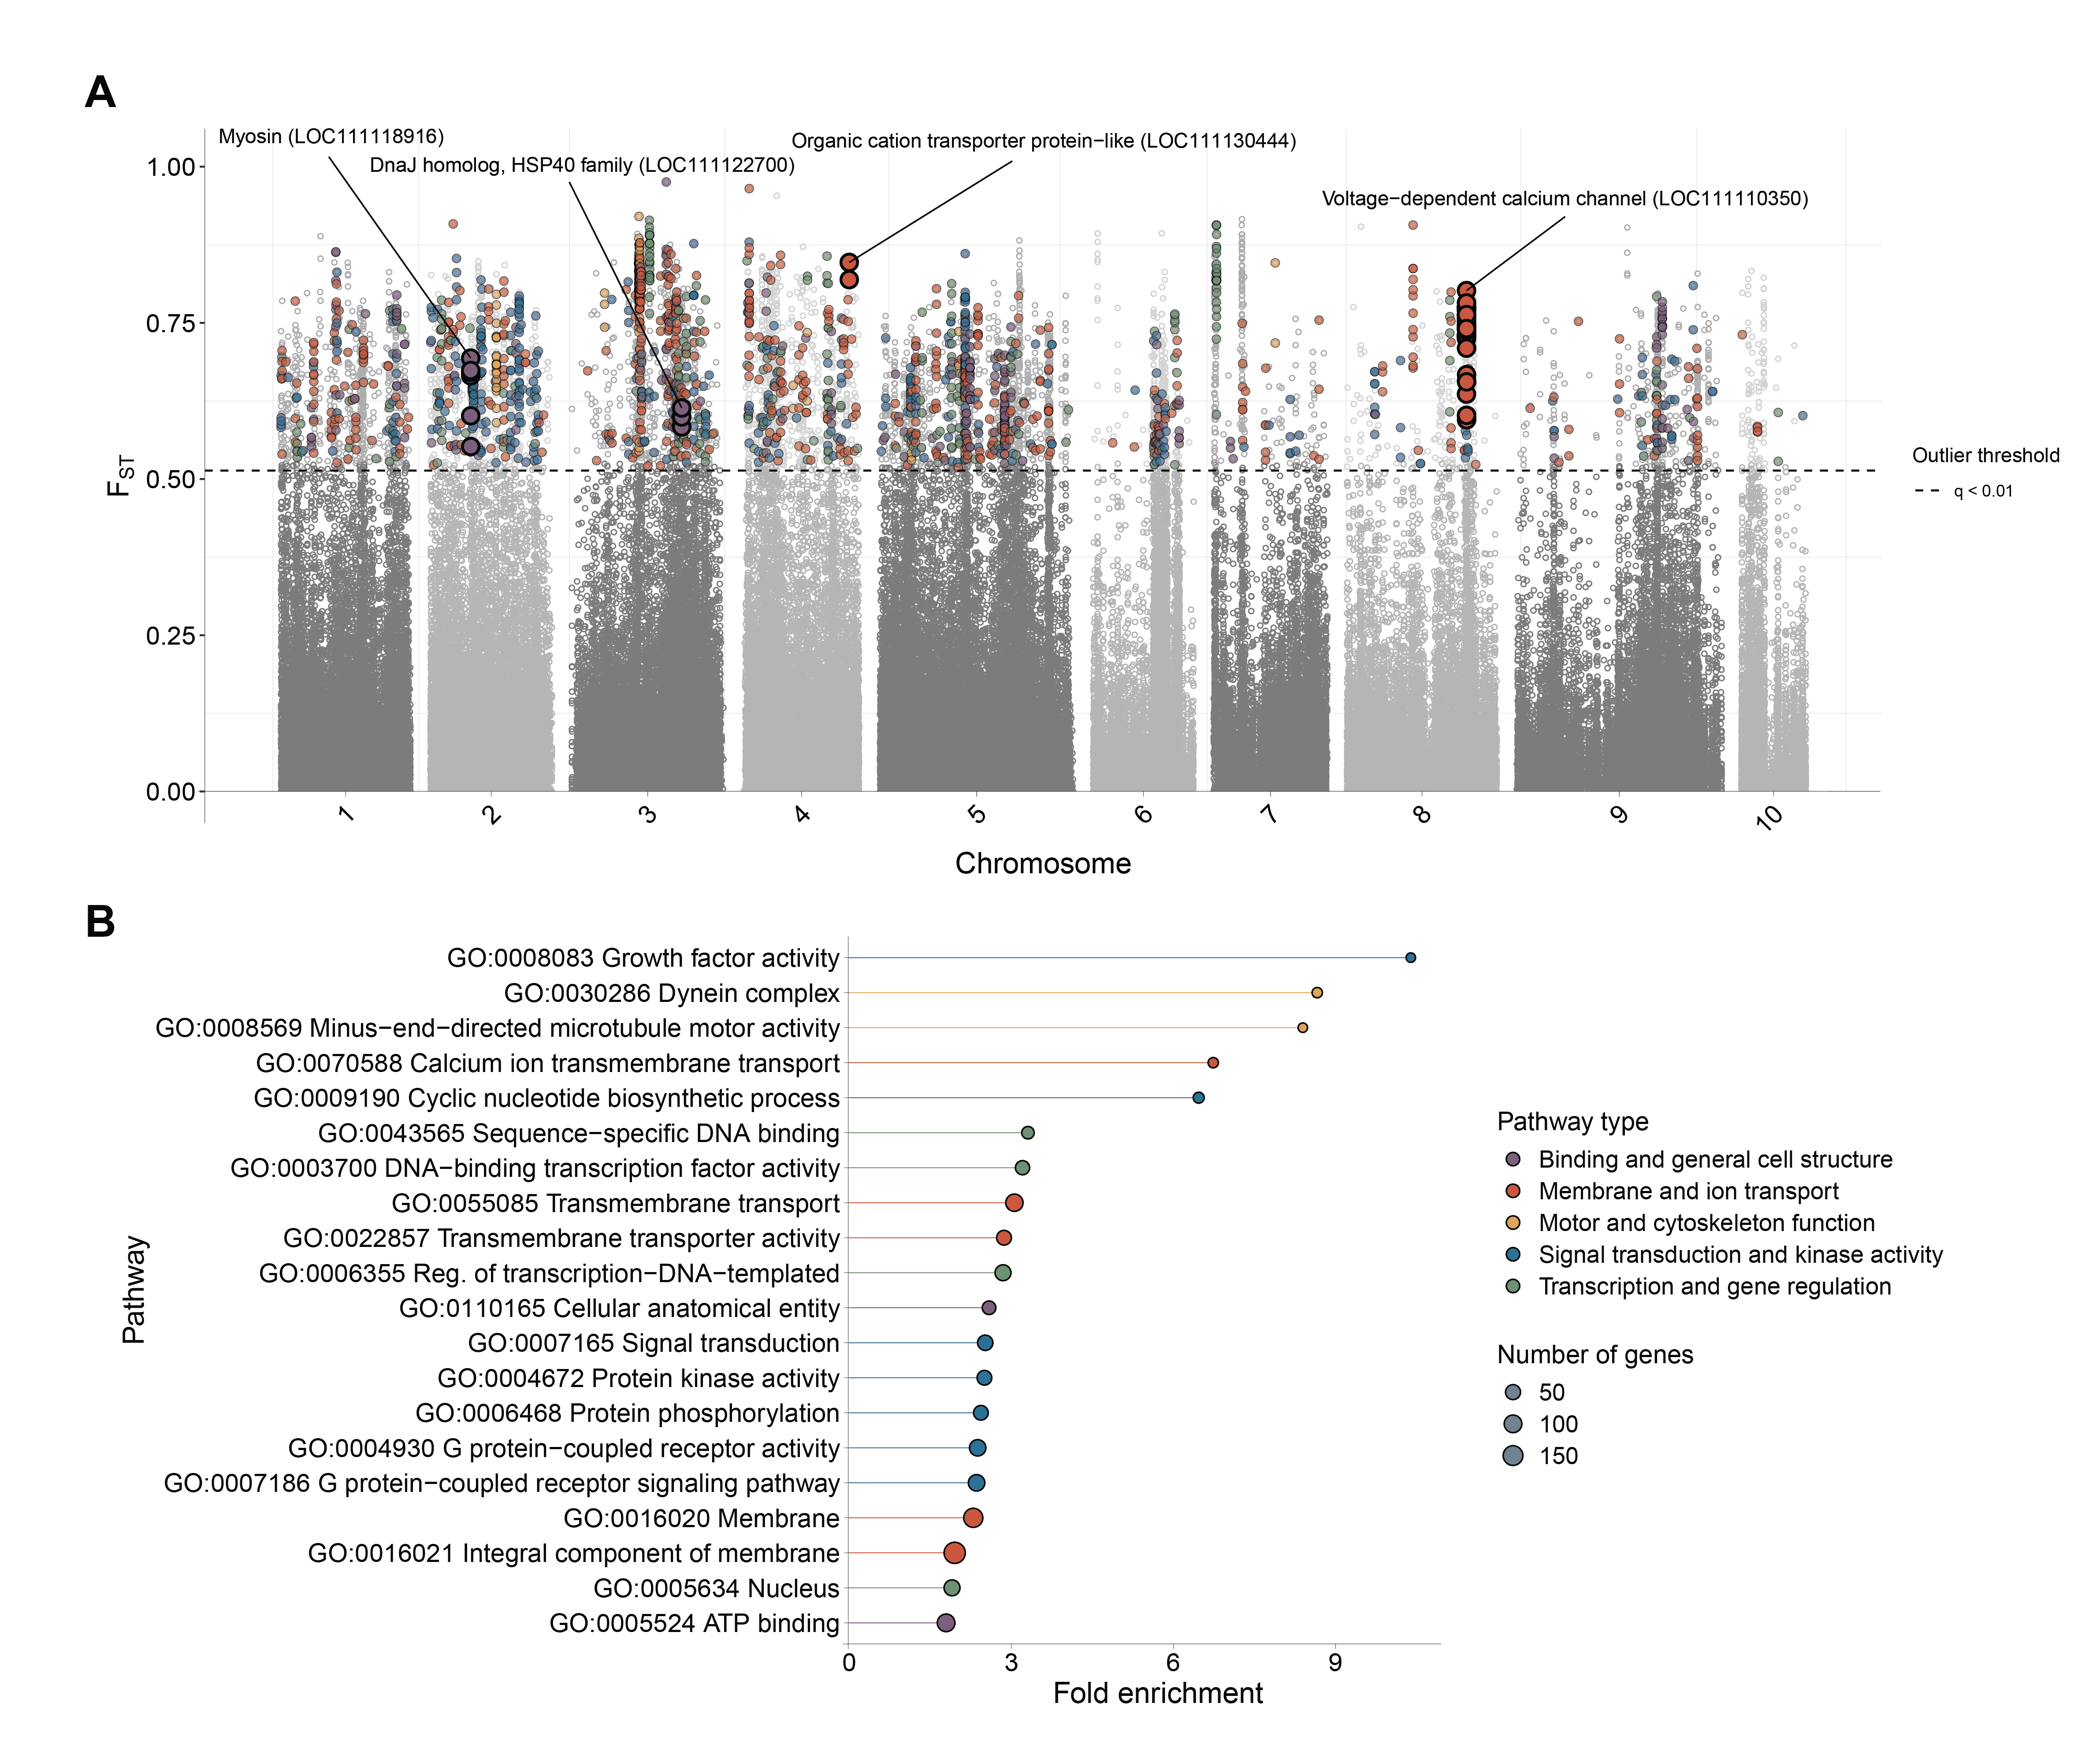 A
Myosin (LOC111118916)
DnaJ homolog, HSP40 family (LOC111122700)
Organic cation transporter protein−like (LOC111130444)
Voltage−dependent calcium channel (LOC111110350)
1.00
0.75
0.50
0.25
0.00
FST
Outlier threshold
q < 0.01
1 2 3 4 5 6 7 8 9 10
Chromosome
B
GO:0008083 Growth factor activity
GO:0030286 Dynein complex
GO:0008569 Minus−end−directed microtubule motor activity
GO:0070588 Calcium ion transmembrane transport
GO:0009190 Cyclic nucleotide biosynthetic process
GO:0043565 Sequence−specific DNA binding
GO:0003700 DNA−binding transcription factor activity
GO:0055085 Transmembrane transport
GO:0022857 Transmembrane transporter activity
GO:0006355 Reg. of transcription−DNA−templated
GO:0110165 Cellular anatomical entity
GO:0007165 Signal transduction
GO:0004672 Protein kinase activity
GO:0006468 Protein phosphorylation
GO:0004930 G protein−coupled receptor activity
GO:0007186 G protein−coupled receptor signaling pathway
GO:0016020 Membrane
GO:0016021 Integral component of membrane
GO:0005634 Nucleus
GO:0005524 ATP binding
Pathway
0 3 6 9
Fold enrichment
Pathway type
Binding and general cell structure
Membrane and ion transport
Motor and cytoskeleton function
Signal transduction and kinase activity
Transcription and gene regulation
Number of genes
50
100
150